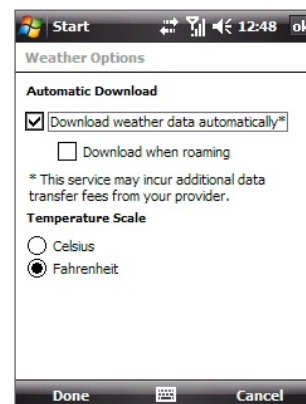 Start 12:48 ok
Weather Options
Automatic Download
Download weather data automatically*
Download when roaming
* This service may incur additional data
transfer fees from your provider.
Temperature Scale
Celsius
Fahrenheit
Done Cancel